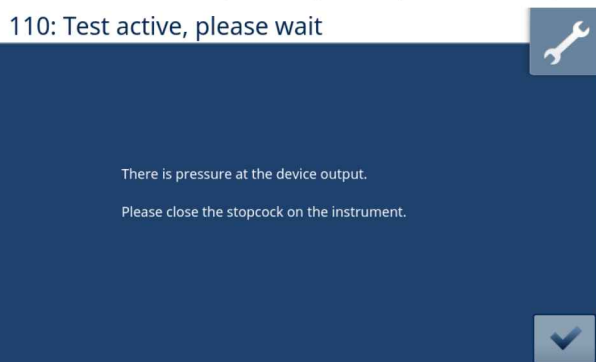 110: Test active, please wait
There is pressure at the device output.
Please close the stopcock on the instrument.